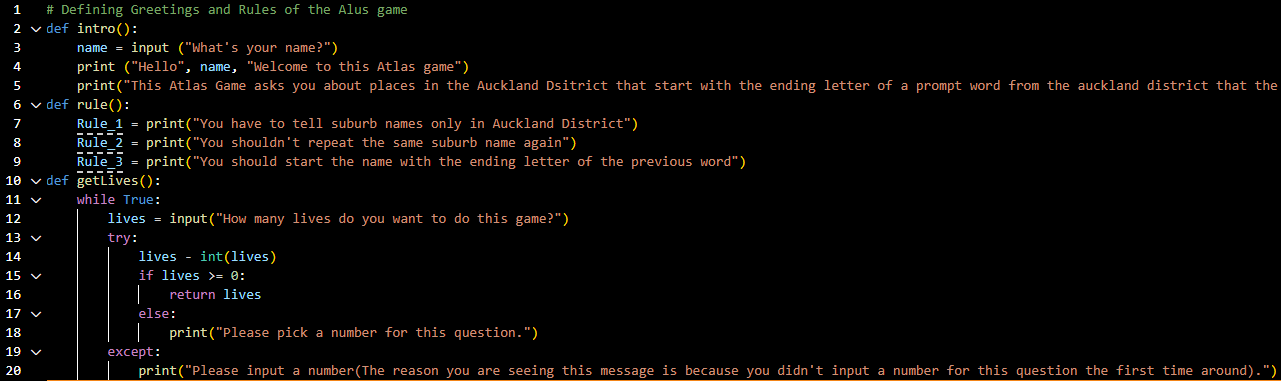 1 # Defining Greetings and Rules of the Alus game
2 def intro():
3 name = input ("What's your name?")
4 print ("Hello", name, "Welcome to this Atlas game")
5 print("This Atlas Game asks you about places in the Auckland Dsitrict that start with the ending letter of a prompt word from the auckland district that the
6 def rule():
7 Rule_1 = print("You have to tell suburb names only in Auckland District")
8 Rule_2 = print("You shouldn't repeat the same suburb name again")
9 Rule_3 = print("You should start the name with the ending letter of the previous word")
10 def getLives():
11 while True:
12 lives = input("How many lives do you want to do this game?")
13 try:
14 lives - int(lives)
15 if lives >= 0:
16 return lives
17 else:
18 print("Please pick a number for this question.")
19 except:
20 print("Please input a number(The reason you are seeing this message is because you didn't input a number for this question the first time around).")